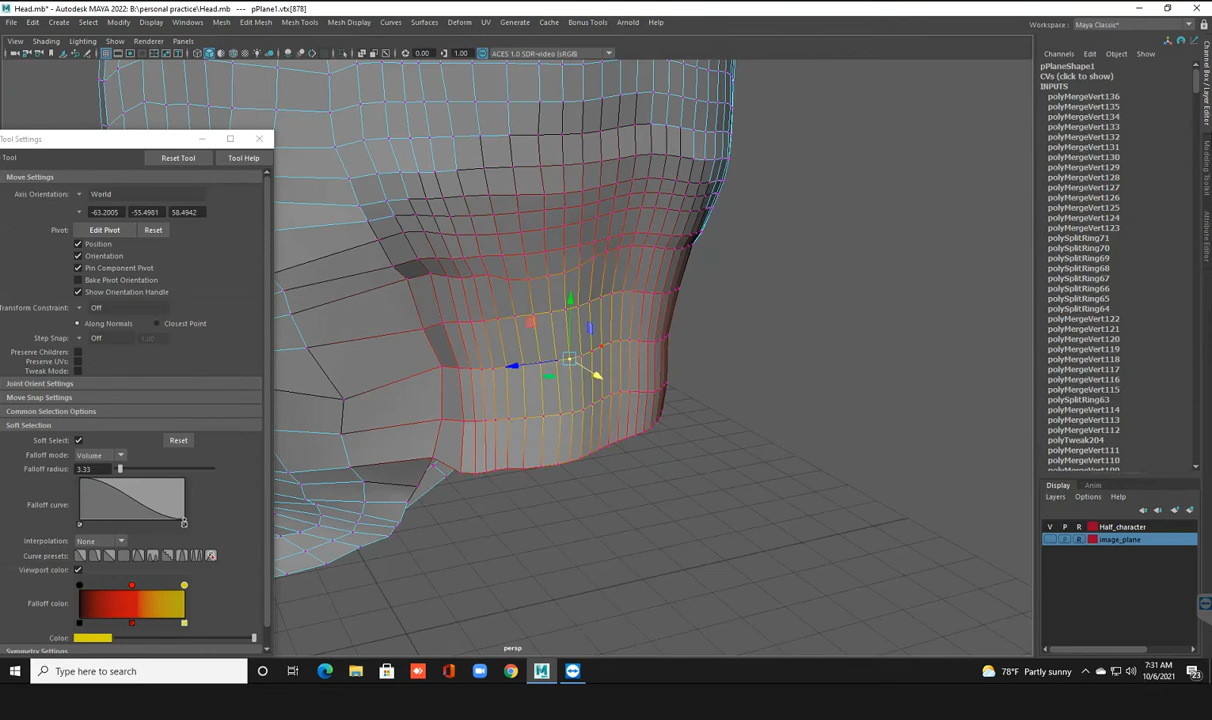 Head.mb* - Autodesk MAYA 2022: B:\personal practice\Head.mb --- pPlane1.vtx[878]
File Edit Create Select Modify Display Windows Mesh Edit Mesh Mesh Tools Mesh Display Curves Surfaces Deform UV Generate Cache Bonus Tools Arnold Help
Workspace: Maya Classic*
View Shading Lighting Show Renderer Panels
0.00 1.00 ACES 1.0 SDR-video (sRGB)
Tool Settings
Tool Reset Tool Tool Help
Move Settings
Axis Orientation: World
-63.2005 -55.4981 58.4942
Pivot: Edit Pivot Reset
Position
Orientation
Pin Component Pivot
Bake Pivot Orientation
Show Orientation Handle
Transform Constraint: Off
Along Normals Closest Point
Step Snap: Off
Preserve Children:
Preserve UVs:
Tweak Mode:
Joint Orient Settings
Move Snap Settings
Common Selection Options
Soft Selection
Soft Select: Reset
Falloff mode: Volume
Falloff radius: 3.33
Falloff curve:
Interpolation: None
Curve presets:
Viewport color:
Falloff color:
Color:
Symmetry Settings
persp
Channels Edit Object Show
pPlaneShape1
CVs (click to show)
INPUTS
polyMergeVert136
polyMergeVert135
polyMergeVert134
polyMergeVert133
polyMergeVert132
polyMergeVert131
polyMergeVert130
polyMergeVert129
polyMergeVert128
polyMergeVert127
polyMergeVert126
polyMergeVert125
polyMergeVert124
polyMergeVert123
polySplitRing71
polySplitRing70
polySplitRing69
polySplitRing68
polySplitRing67
polySplitRing66
polySplitRing65
polySplitRing64
polyMergeVert122
polyMergeVert121
polyMergeVert120
polyMergeVert119
polyMergeVert118
polyMergeVert117
polyMergeVert116
polyMergeVert115
polySplitRing63
polyMergeVert114
polyMergeVert113
polyMergeVert112
polyTweak204
polyMergeVert111
polyMergeVert110
polyMergeVert109
Display Anim
Layers Options Help
V P R Half_character
P R image_plane
Channel Box / Layer Editor
Modeling Toolkit
Attribute Editor
Type here to search
78°F Partly sunny
7:31 AM
10/6/2021
23